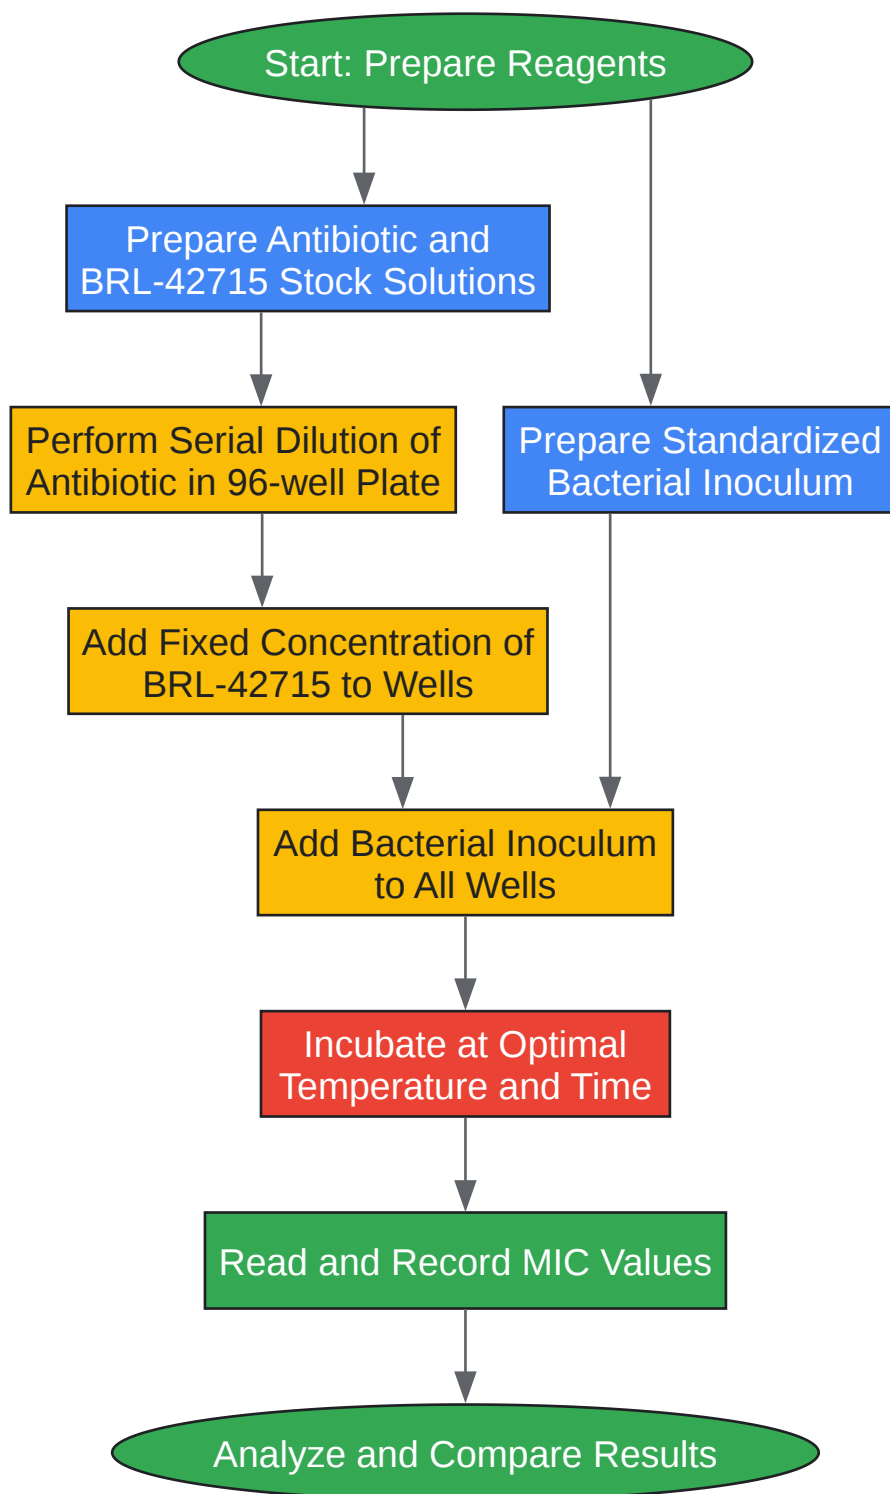 Start: Prepare Reagents
Prepare Antibiotic and
BRL-42715 Stock Solutions
Perform Serial Dilution of
Antibiotic in 96-well Plate
Prepare Standardized
Bacterial Inoculum
Add Fixed Concentration of
BRL-42715 to Wells
Add Bacterial Inoculum
to All Wells
Incubate at Optimal
Temperature and Time
Read and Record MIC Values
Analyze and Compare Results